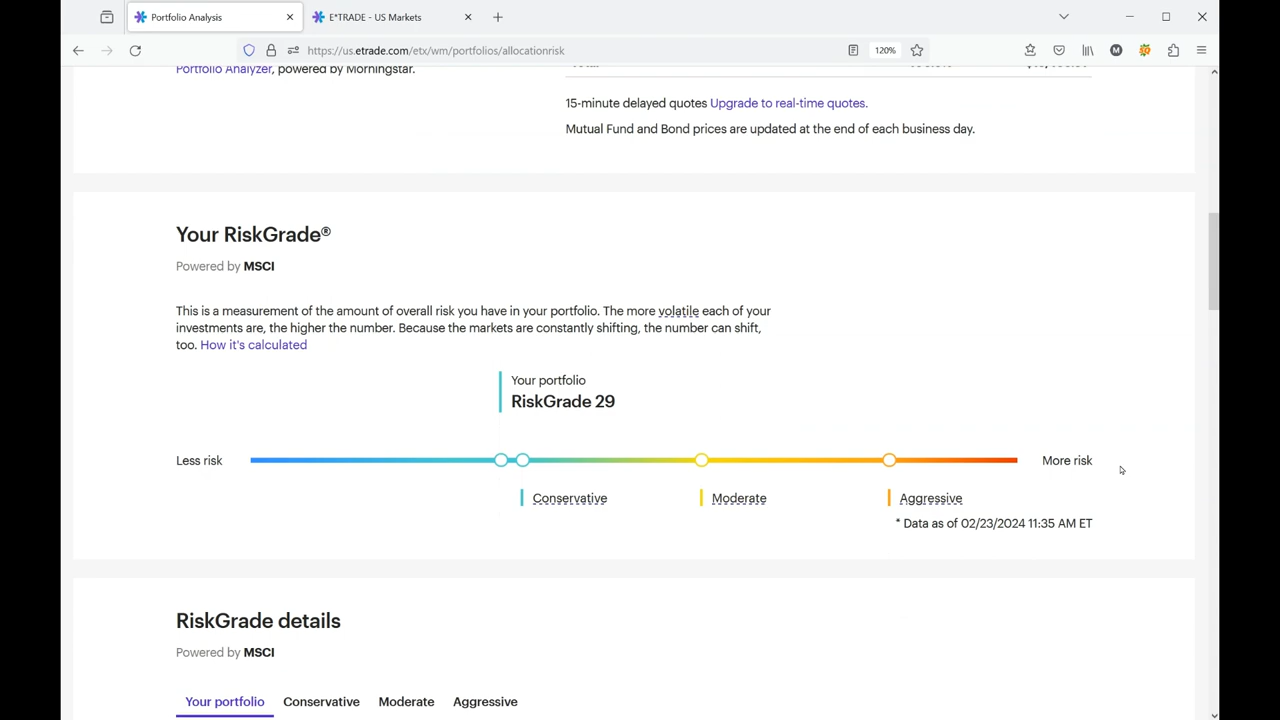 Portfolio Analysis
E*TRADE - US Markets
https://us.etrade.com/etx/wm/portfolios/allocationrisk
120%
M
Portfolio Analyzer, powered by Morningstar.
15-minute delayed quotes Upgrade to real-time quotes.
Mutual Fund and Bond prices are updated at the end of each business day.
Your RiskGrade®
Powered by MSCI
This is a measurement of the amount of overall risk you have in your portfolio. The more volatile each of your
investments are, the higher the number. Because the markets are constantly shifting, the number can shift,
too. How it's calculated
Your portfolio
RiskGrade 29
Less risk
More risk
Conservative
Moderate
Aggressive
* Data as of 02/23/2024 11:35 AM ET
RiskGrade details
Powered by MSCI
Your portfolio Conservative Moderate Aggressive